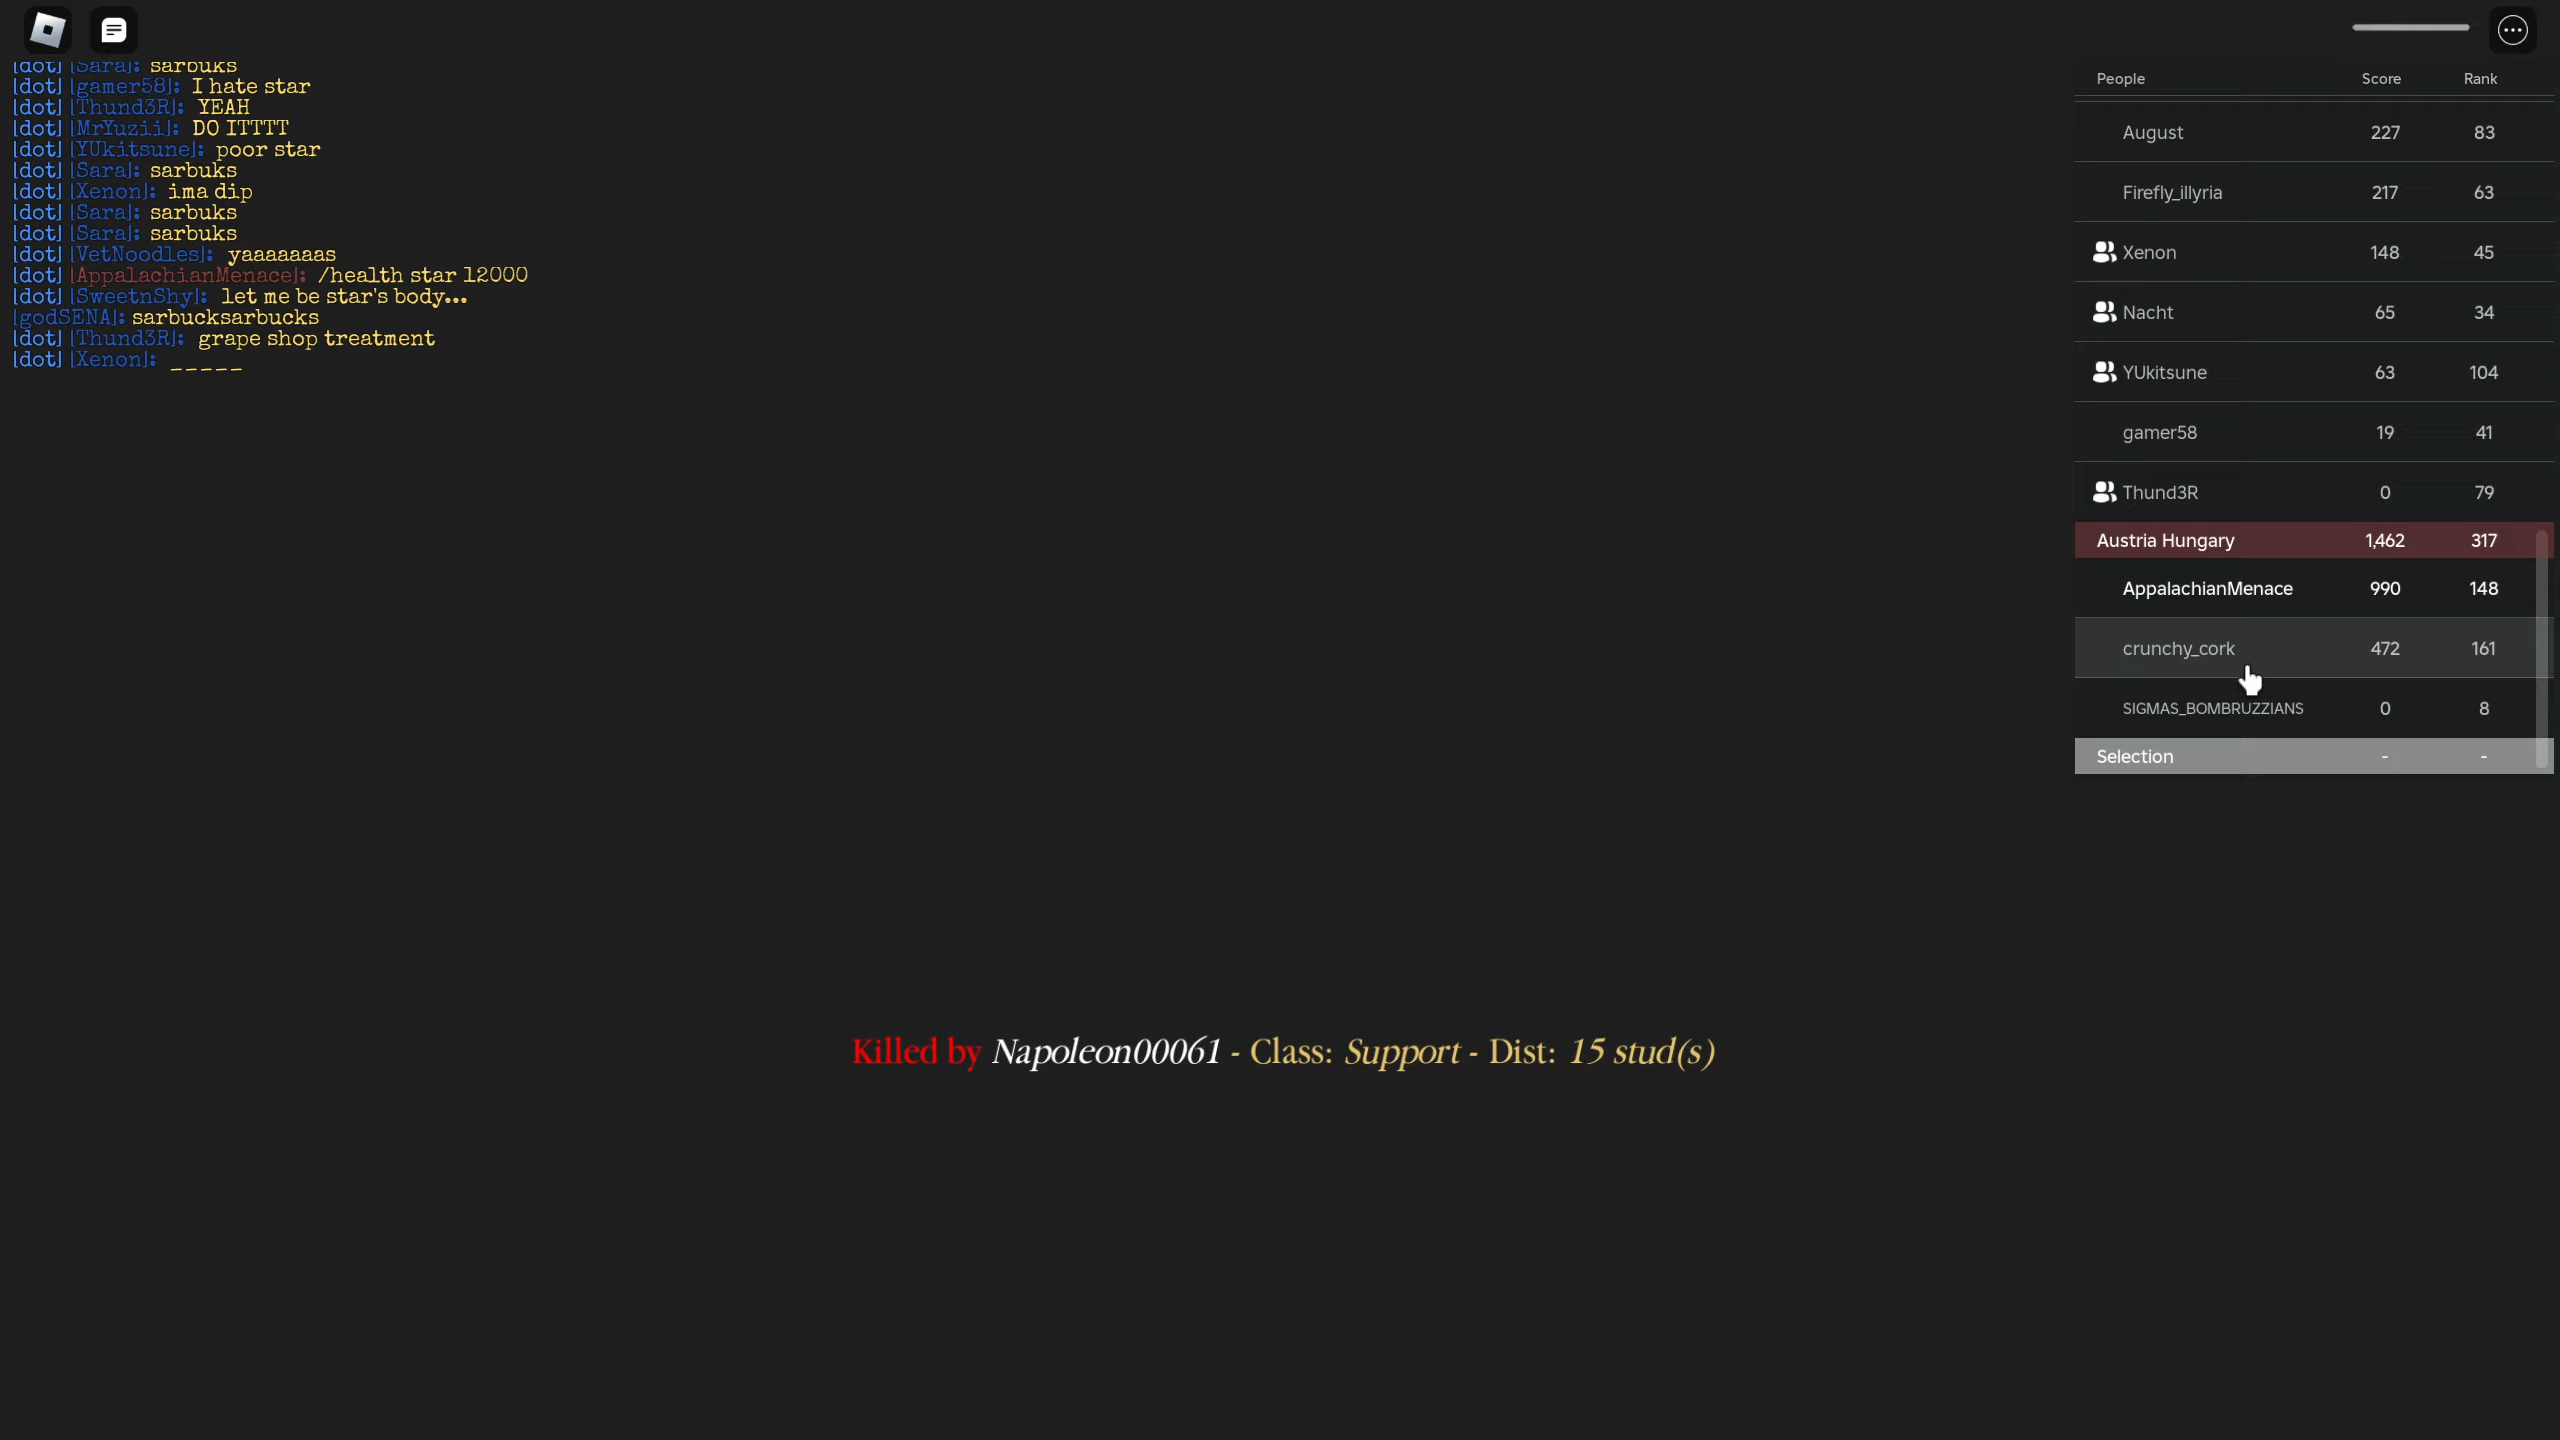 [dot] [Sara]: sarbuks
[dot] [gamer58]: I hate star
[dot] [Thund3R]: YEAH
[dot] [MrYuzii]: DO ITTTT
[dot] [YUkitsune]: poor star
[dot] [Sara]: sarbuks
[dot] [Xenon]: ima dip
[dot] [Sara]: sarbuks
[dot] [Sara]: sarbuks
[dot] [VetNoodles]: yaaaaaaas
[dot] [AppalachianMenace]: /health star 12000
[dot] [SweetnShy]: let me be star's body...
[godSENA]: sarbucksarbucks
[dot] [Thund3R]: grape shop treatment
[dot] [Xenon]: _____
People Score Rank
August 227 83
Firefly_illyria 217 63
Xenon 148 45
Nacht 65 34
YUkitsune 63 104
gamer58 19 41
Thund3R 0 79
Austria Hungary 1,462 317
AppalachianMenace 990 148
crunchy_cork 472 161
SIGMAS_BOMBRUZZIANS 0 8
Selection - -
Killed by Napoleon00061 - Class: Support - Dist: 15 stud(s)